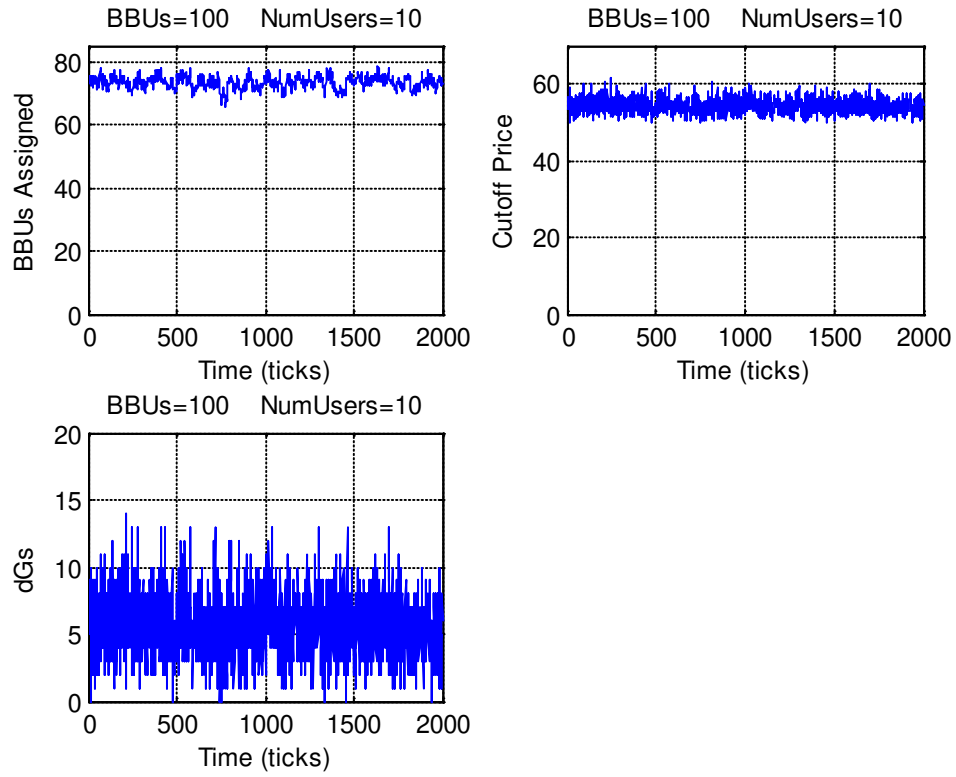 BBUs=100 NumUsers=10
80
60
40
20
0
BBUs Assigned
0 500 1000 1500 2000
Time (ticks)
BBUs=100 NumUsers=10
60
40
20
0
Cutoff Price
0 500 1000 1500 2000
Time (ticks)
BBUs=100 NumUsers=10
20
15
10
5
0
dGs
0 500 1000 1500 2000
Time (ticks)